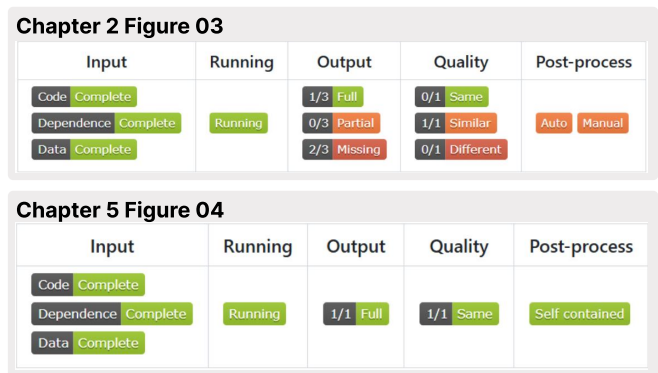 Chapter 2 Figure 03
Input Running Output Quality Post-process
Code Complete 1/3 Full 0/1 Same
Dependence Complete Running 0/3 Partial 1/1 Similar Auto Manual
Data Complete 2/3 Missing 0/1 Different
Chapter 5 Figure 04
Input Running Output Quality Post-process
Code Complete
Dependence Complete Running 1/1 Full 1/1 Same Self contained
Data Complete